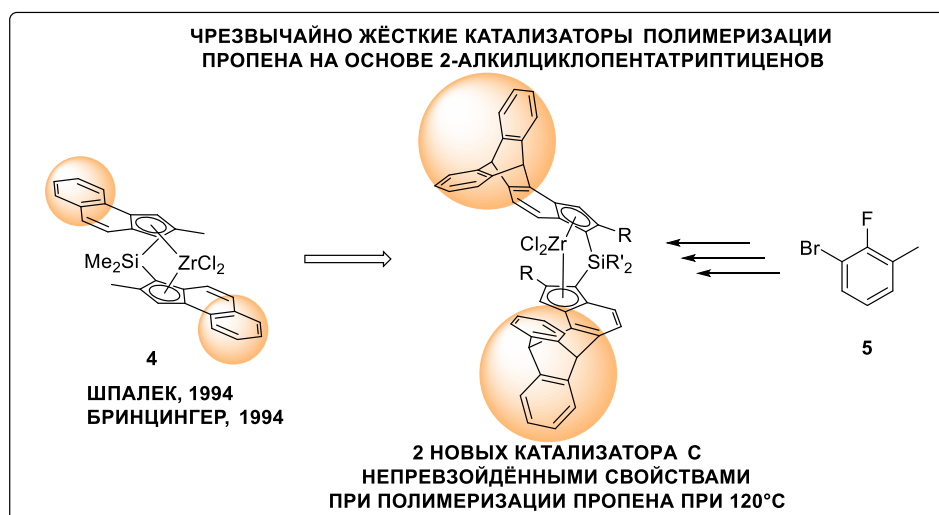 ЧРЕЗВЫЧАЙНО ЖЁСТКИЕ КАТАЛИЗАТОРЫ ПОЛИМЕРИЗАЦИИ
ПРОПЕНА НА ОСНОВЕ 2-АЛКИЛЦИКЛОПЕНТАТРИПТИЦЕНОВ
Me2Si
ZrCl2
4
ШПАЛЕК, 1994
БРИНЦИНГЕР, 1994
R
Cl2Zr
SiR'2
R
F
Br
5
2 НОВЫХ КАТАЛИЗАТОРА С
НЕПРЕВЗОЙДЁННЫМИ СВОЙСТВАМИ
ПРИ ПОЛИМЕРИЗАЦИИ ПРОПЕНА ПРИ 120°C